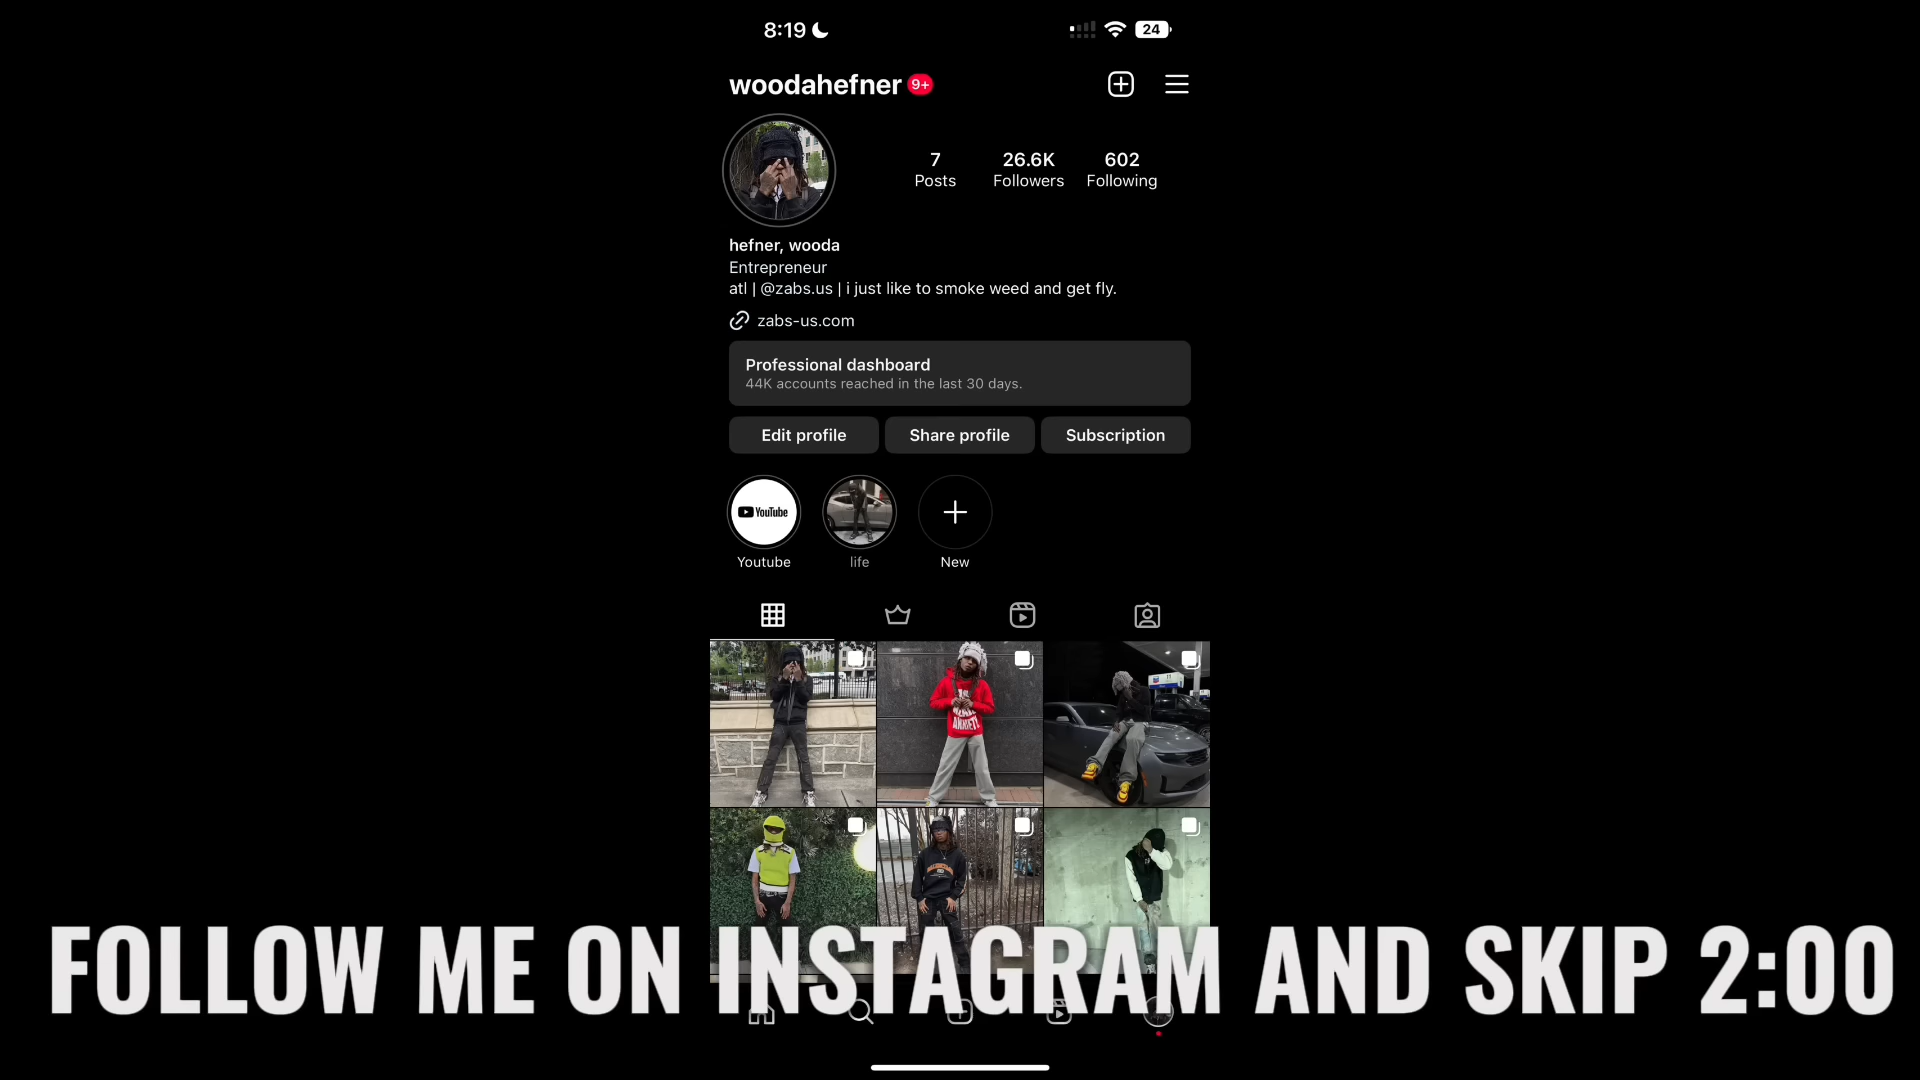 8:19
24
woodahefner 9+
7
Posts
26.6K
Followers
602
Following
hefner, wooda
Entrepreneur
atl | @zabs.us | i just like to smoke weed and get fly.
zabs-us.com
Professional dashboard
44K accounts reached in the last 30 days.
Edit profile
Share profile
Subscription
YouTube
Youtube
life
New
FOLLOW ME ON INSTAGRAM AND SKIP 2:00